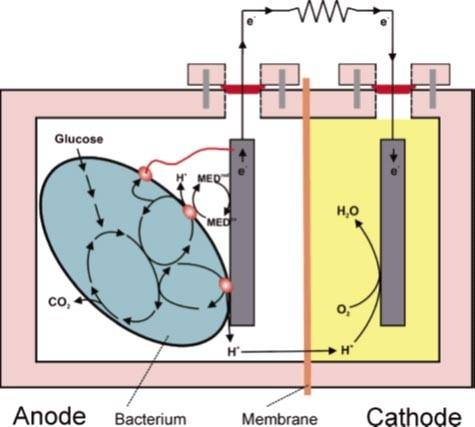 e⁻
e⁻
Glucose
H⁺
MEDʳᵉᵈ
e⁻
e⁻
MEDᵒˣ
H₂O
CO₂
O₂
H⁺
H⁺
Anode
Bacterium
Membrane
Cathode